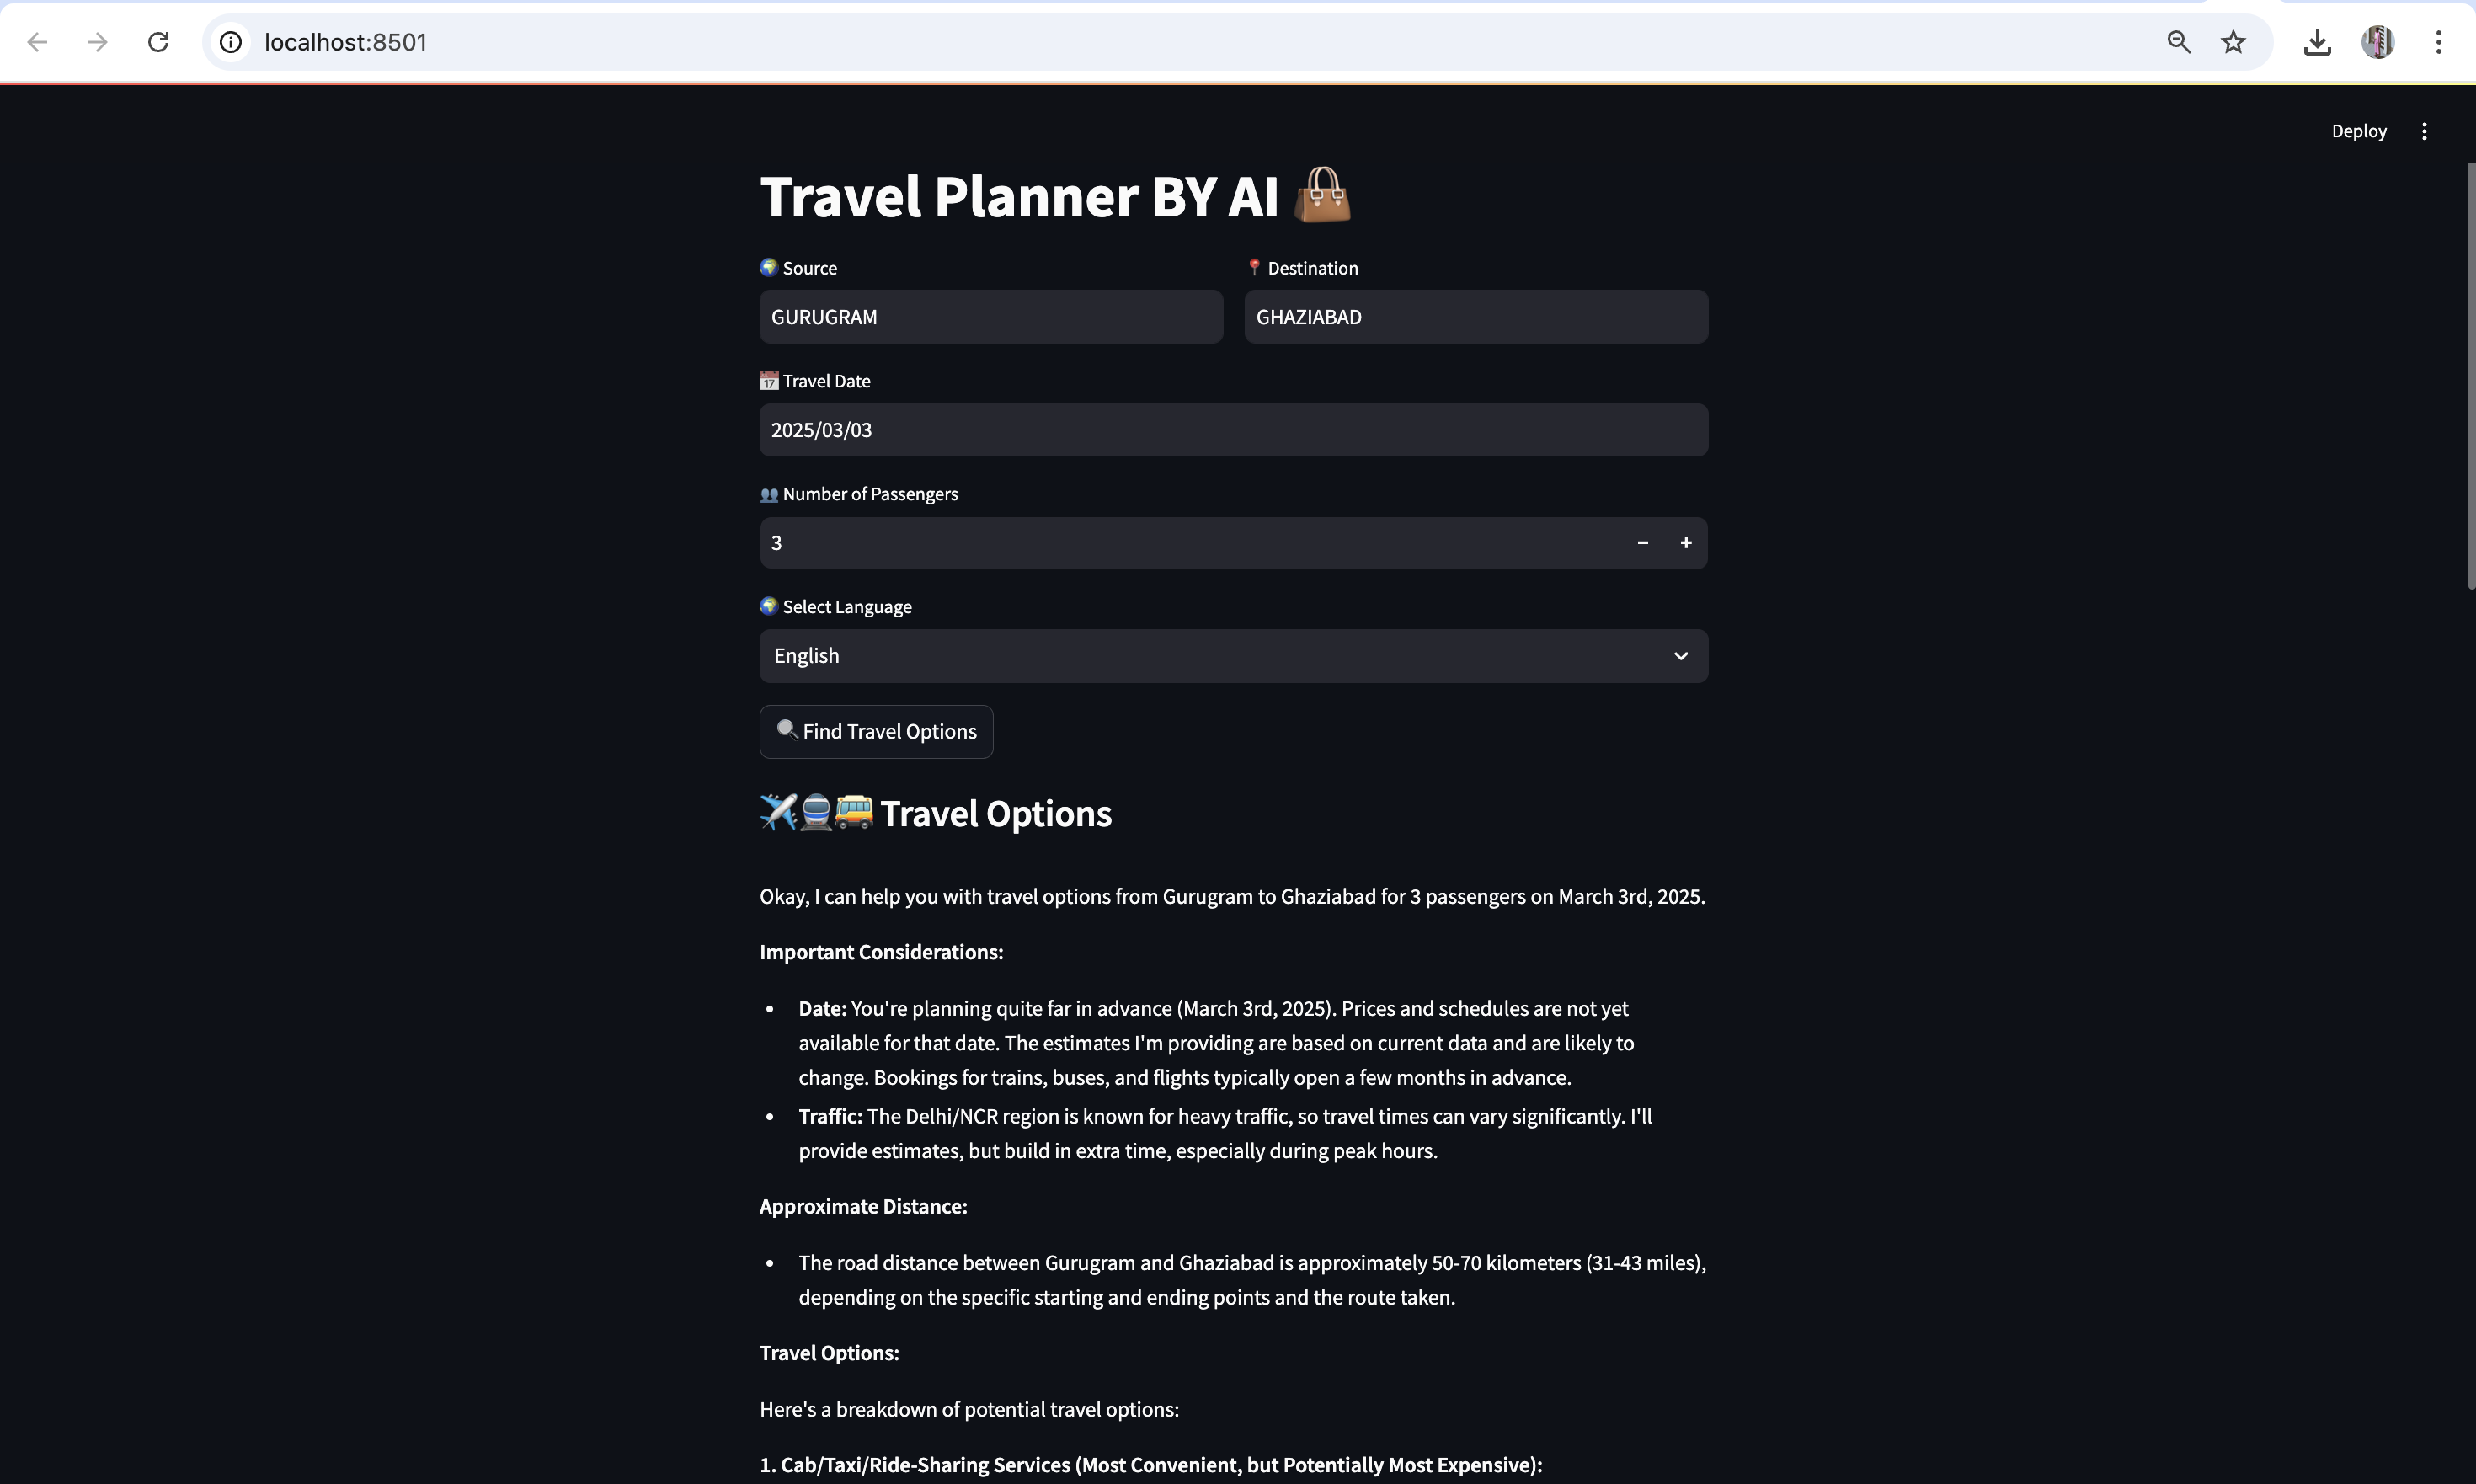 localhost:8501
Deploy
Travel Planner BY AI 👜
🌍 Source
📍 Destination
GURUGRAM
GHAZIABAD
📅 Travel Date
2025/03/03
👥 Number of Passengers
3
− +
🌍 Select Language
English
🔍 Find Travel Options
✈️🚆🚌 Travel Options
Okay, I can help you with travel options from Gurugram to Ghaziabad for 3 passengers on March 3rd, 2025.
Important Considerations:
• Date: You're planning quite far in advance (March 3rd, 2025). Prices and schedules are not yet
available for that date. The estimates I'm providing are based on current data and are likely to
change. Bookings for trains, buses, and flights typically open a few months in advance.
• Traffic: The Delhi/NCR region is known for heavy traffic, so travel times can vary significantly. I'll
provide estimates, but build in extra time, especially during peak hours.
Approximate Distance:
• The road distance between Gurugram and Ghaziabad is approximately 50-70 kilometers (31-43 miles),
depending on the specific starting and ending points and the route taken.
Travel Options:
Here's a breakdown of potential travel options:
1. Cab/Taxi/Ride-Sharing Services (Most Convenient, but Potentially Most Expensive):